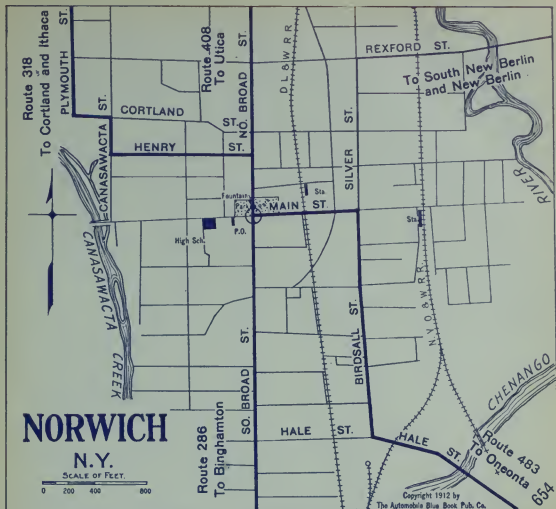 Route 318
To Cortland and Ithaca
PLYMOUTH ST.
CANASAWACTA ST.
CORTLAND ST.
HENRY ST.
Route 408
To Utica
NO. BROAD ST.
D L & W R R.
REXFORD ST.
To South New Berlin
and New Berlin
SILVER ST.
RIVER
Fountain
Park
MAIN ST.
Sta.
Sta.
P.O.
High Sch.
CANASAWACTA
CREEK
N. Y. O. & W. R R.
BIRDSALL ST.
SO. BROAD ST.
CHENANGO
HALE ST.
HALE ST.
Route 483
To Oneonta
654
Route 286
To Binghamton
NORWICH
N.Y.
SCALE OF FEET.
0 200 400 800
Copyright 1912 by
The Automobile Blue Book Pub. Co.